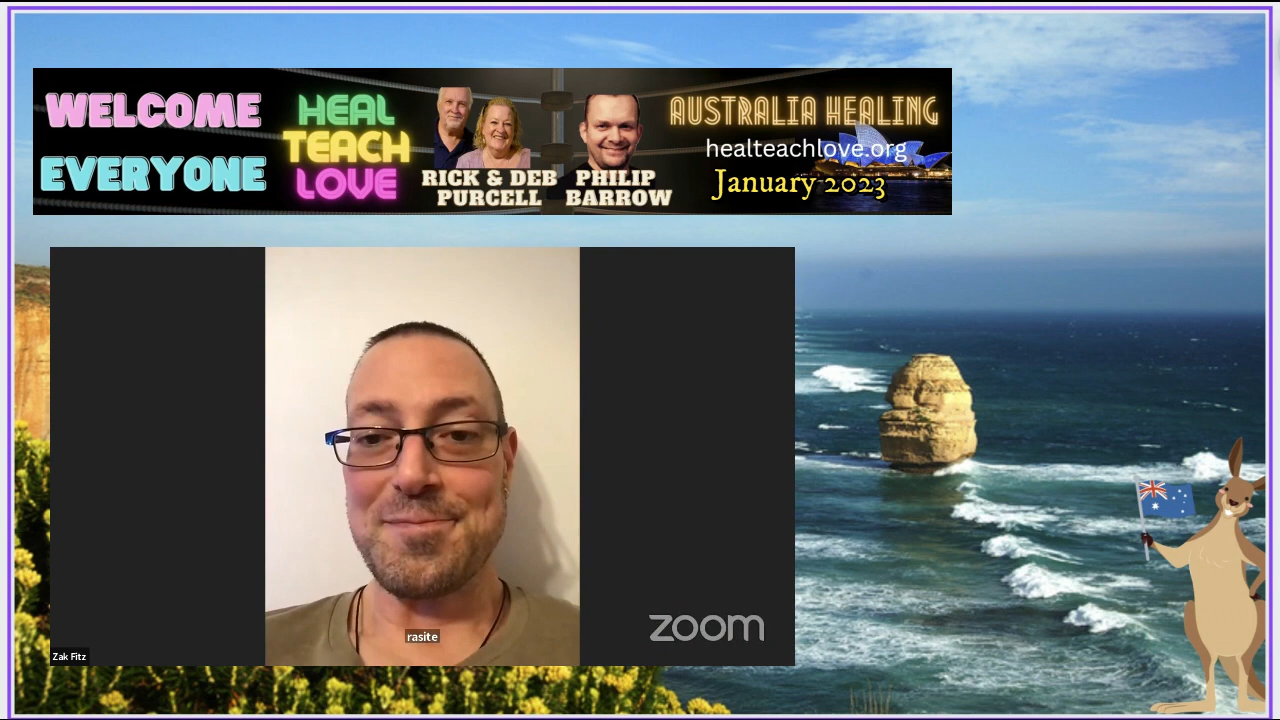 WELCOME
EVERYONE
HEAL
TEACH
LOVE
RICK & DEB
PURCELL
PHILIP
BARROW
AUSTRALIA HEALING
healteachlove.org
January 2023
rasite
zoom
Zak Fitz